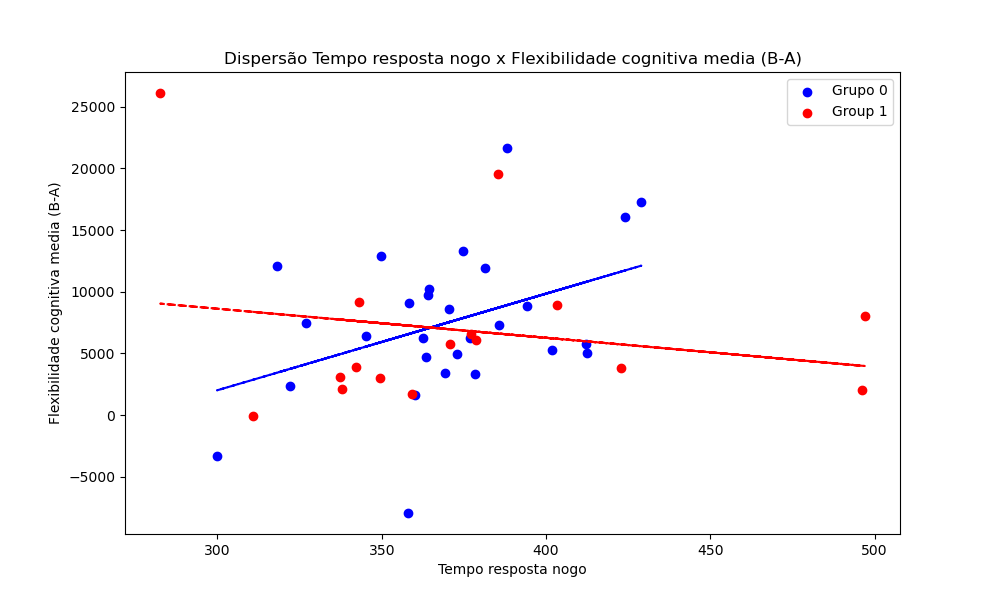 Dispersão Tempo resposta nogo x Flexibilidade cognitiva media (B-A)
Grupo 0
Group 1
Flexibilidade cognitiva media (B-A)
25000
20000
15000
10000
5000
0
−5000
300
350
400
450
500
Tempo resposta nogo